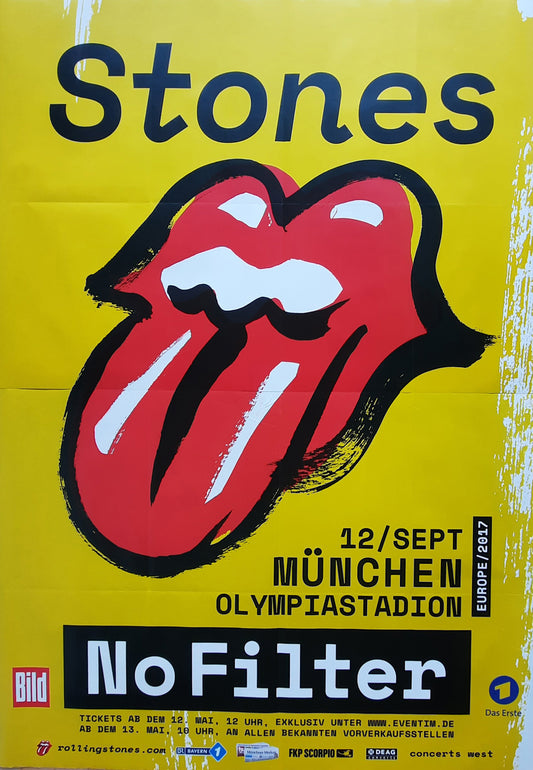 Stones
12/SEPT
MÜNCHEN
OLYMPIASTADION
EUROPE/2017
No Filter
Bild
1
Das Erste
TICKETS AB DEM 12. MAI, 12 UHR, EXKLUSIV UNTER WWW.EVENTIM.DE
AB DEM 13. MAI, 10 UHR, AN ALLEN BEKANNTEN VORVERKAUFSSTELLEN
rollingstones.com
BAYERN 1
FKP SCORPIO
DEAG
concerts west